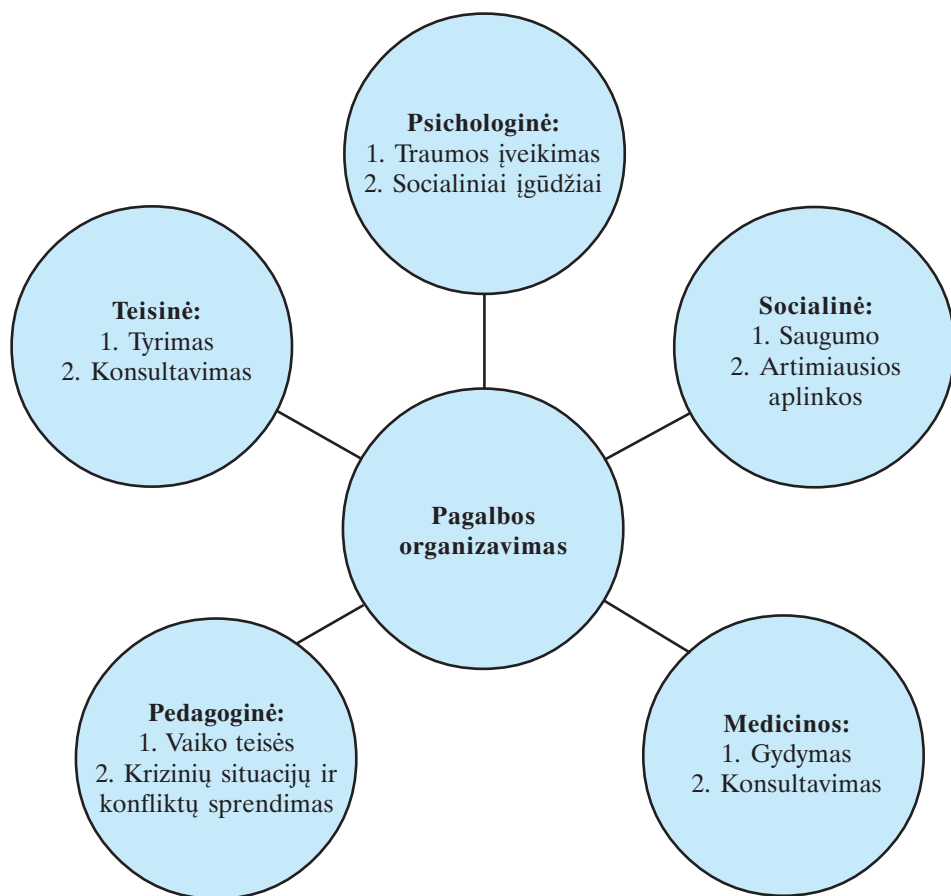 Psichologinė:
1. Traumos įveikimas
2. Socialiniai įgūdžiai
Teisinė:
1. Tyrimas
2. Konsultavimas
Socialinė:
1. Saugumo
2. Artimiausios
aplinkos
Pagalbos
organizavimas
Pedagoginė:
1. Vaiko teisės
2. Krizinių situacijų ir
konfliktų sprendimas
Medicinos:
1. Gydymas
2. Konsultavimas